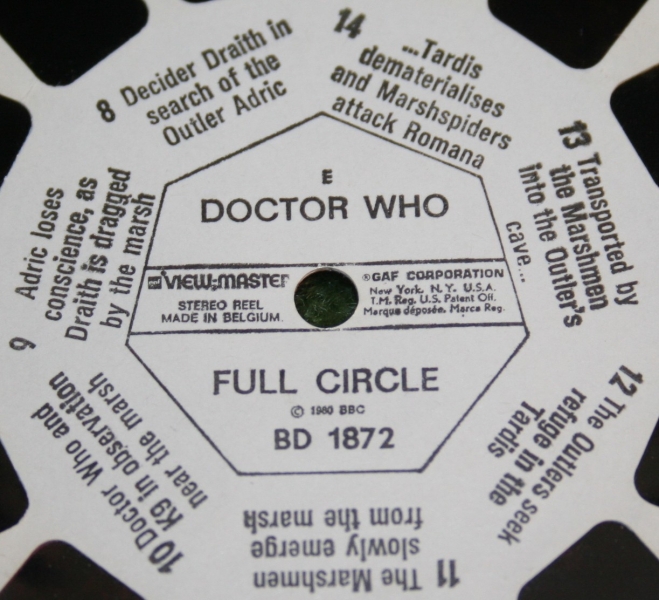 E
DOCTOR WHO
VIEW-MASTER
STEREO REEL
MADE IN BELGIUM.
®GAF CORPORATION
New York, N.Y. U.S.A.
T.M. Reg. U.S. Patent Off.
Marque déposée. Marca Reg.
FULL CIRCLE
© 1980 BBC
BD 1872
8 Decider Draith in
search of the
Outler Adric
9 Adric loses
conscience, as
Draith is dragged
by the marsh
10 Doctor Who and
K9 in observation
near the marsh
11 The Marshmen
slowly emerge
from the marsh
12 The Outlers seek
refuge in the
Tardis
13 Transported by
the Marshmen
into the Outler's
cave...
14 ...Tardis
dematerialises
and Marshspiders
attack Romana